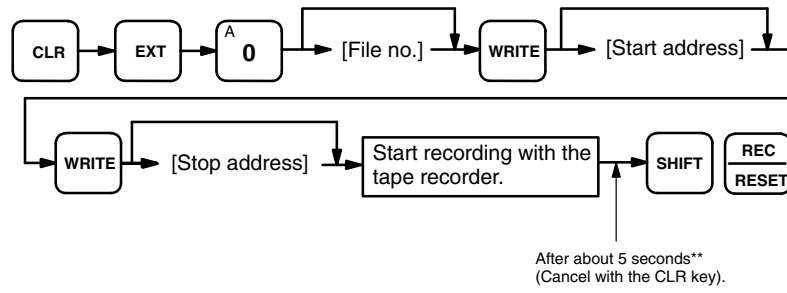 CLR
EXT
A
0
[File no.]
WRITE
[Start address]
WRITE
[Stop address]
Start recording with the
tape recorder.
SHIFT
REC
RESET
After about 5 seconds**
(Cancel with the CLR key).